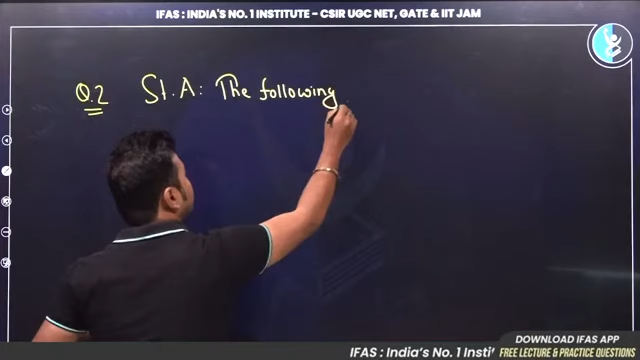 IFAS : INDIA'S NO. 1 INSTITUTE - CSIR UGC NET, GATE & IIT JAM
Q.2 St.A: The following
DOWNLOAD IFAS APP
IFAS : India's No. 1 Insti' FREE LECTURE & PRACTICE QUESTIONS